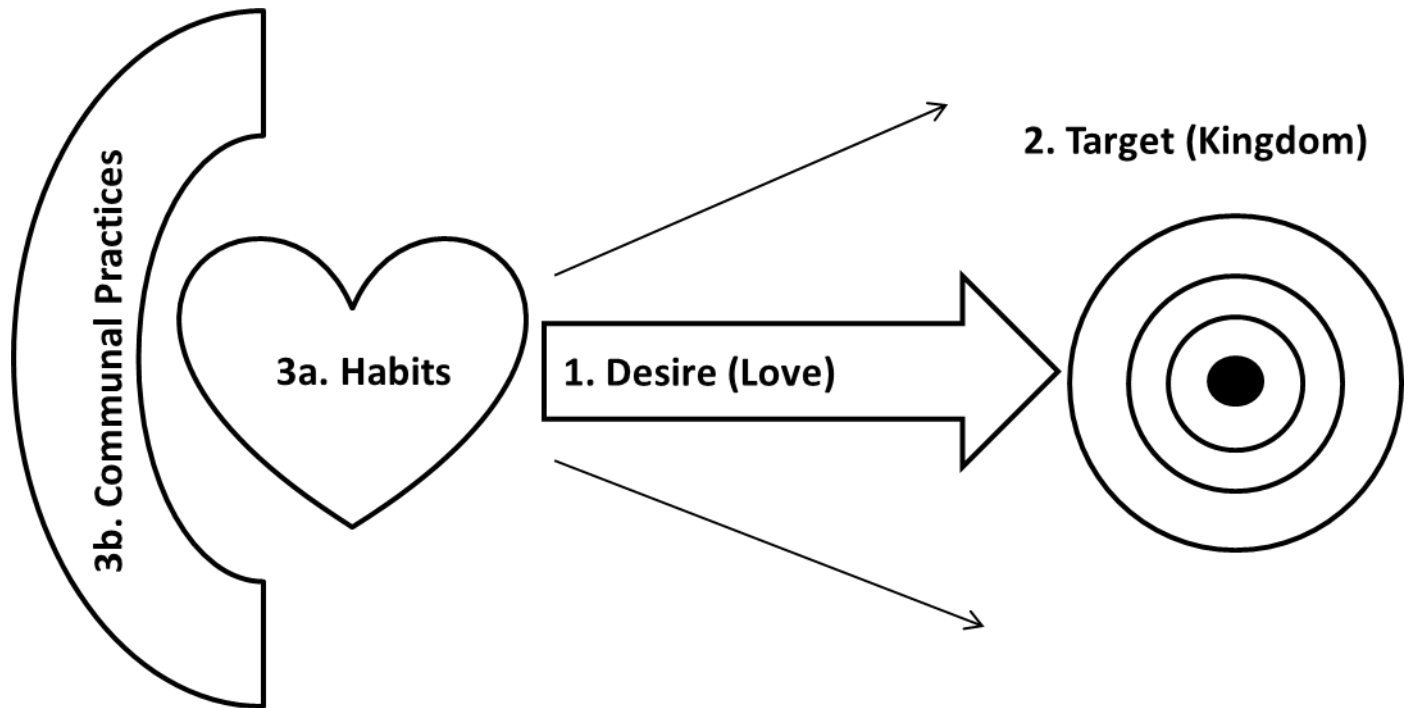 3b. Communal Practices
3a. Habits
1. Desire (Love)
2. Target (Kingdom)